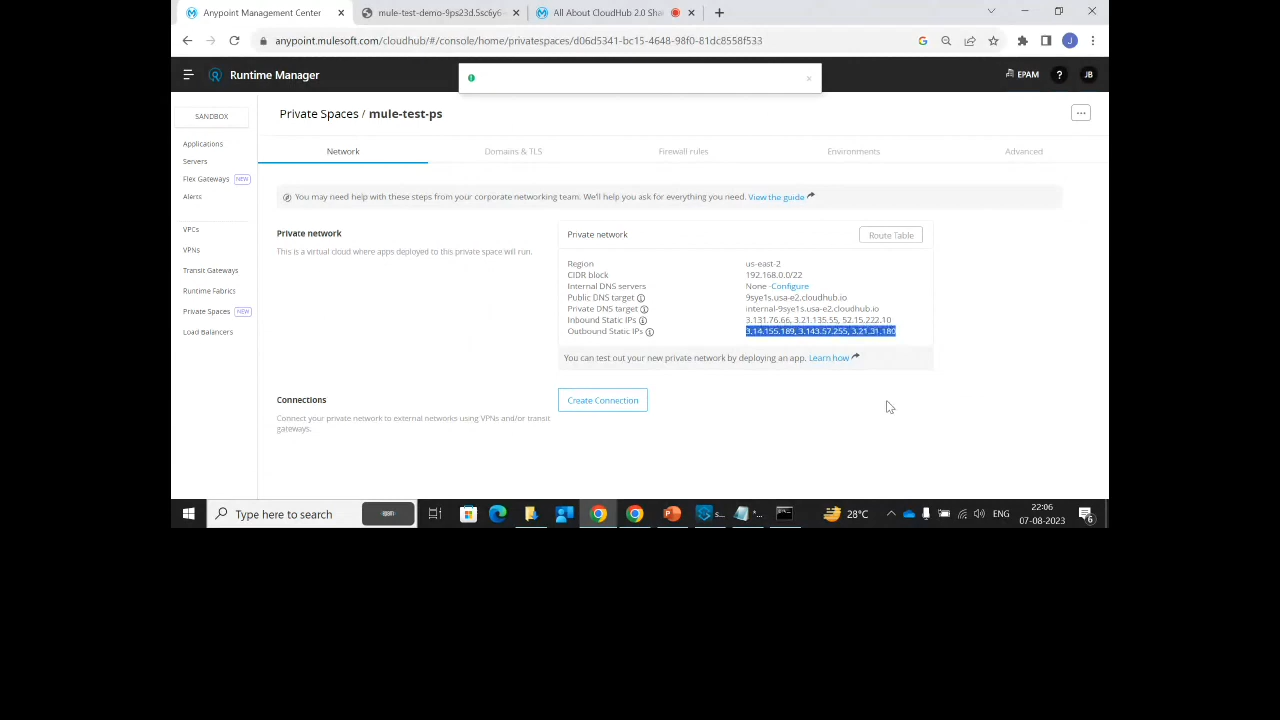 Anypoint Management Center
mule-test-demo-9ps23d.5sc6y6-
All About CloudHub 2.0 Sha
anypoint.mulesoft.com/cloudhub/#/console/home/privatespaces/d06d5341-bc15-4648-98f0-81dc8558f533
J
Runtime Manager
EPAM
?
JB
SANDBOX
Applications
Servers
Flex Gateways NEW
Alerts
VPCs
VPNs
Transit Gateways
Runtime Fabrics
Private Spaces NEW
Load Balancers
Private Spaces / mule-test-ps
Network
Domains & TLS
Firewall rules
Environments
Advanced
You may need help with these steps from your corporate networking team. We'll help you ask for everything you need. View the guide
Private network
This is a virtual cloud where apps deployed to this private space will run.
Private network
Route Table
Region us-east-2
CIDR block 192.168.0.0/22
Internal DNS servers None - Configure
Public DNS target 9sye1s.usa-e2.cloudhub.io
Private DNS target internal-9sye1s.usa-e2.cloudhub.io
Inbound Static IPs 3.131.76.66, 3.21.135.55, 52.15.222.10
Outbound Static IPs 3.14.155.189, 3.143.57.255, 3.21.31.180
You can test out your new private network by deploying an app. Learn how
Connections
Connect your private network to external networks using VPNs and/or transit
gateways.
Create Connection
Type here to search
28°C
ENG
22:06
07-08-2023
6